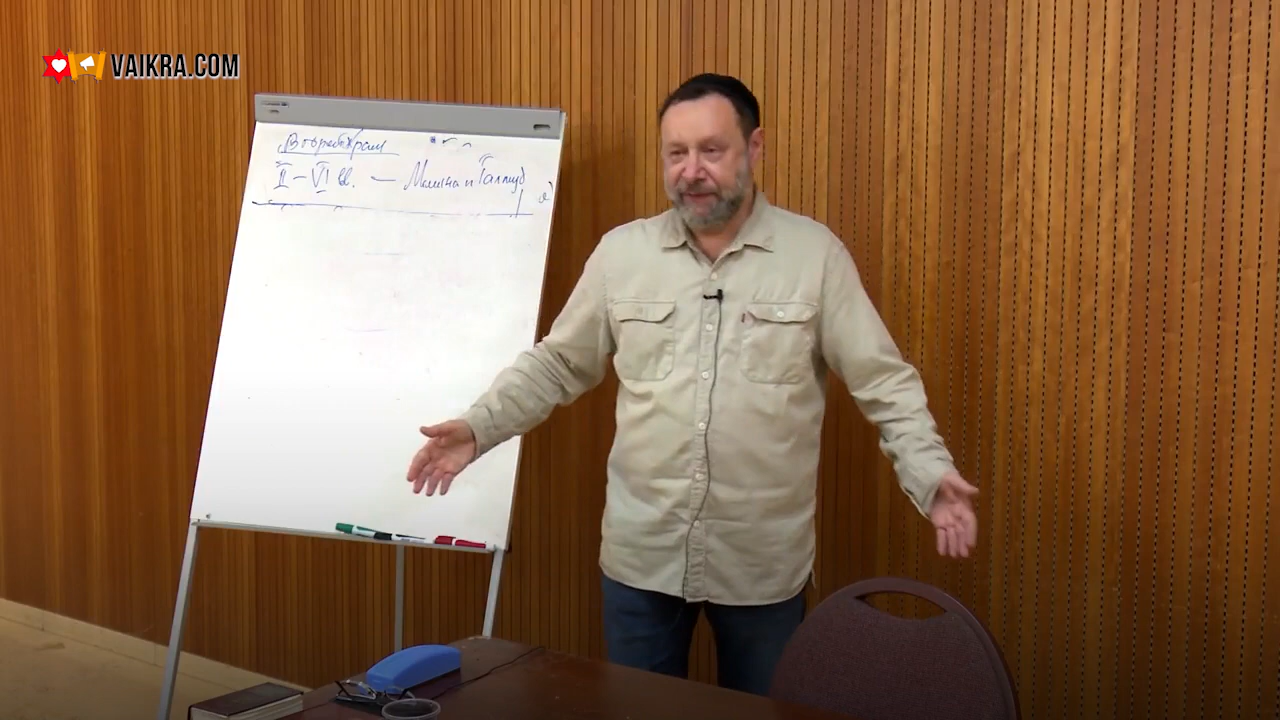 VAIKRA.COM
Второй Храм
II – VI вв. — Мишна и Талмуд